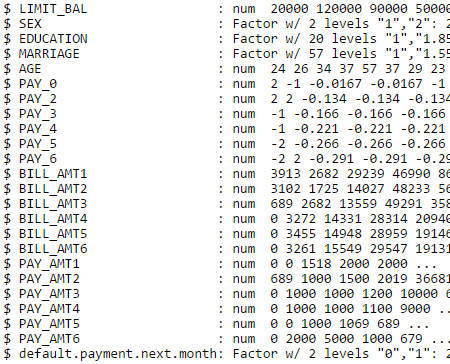 $ LIMIT_BAL : num 20000 120000 90000 50000
$ SEX : Factor w/ 2 levels "1","2": 2
$ EDUCATION : Factor w/ 20 levels "1","1.85
$ MARRIAGE : Factor w/ 57 levels "1","1.55
$ AGE : num 24 26 34 37 57 37 29 23
$ PAY_0 : num 2 -1 -0.0167 -0.0167 -1
$ PAY_2 : num 2 2 -0.134 -0.134 -0.134
$ PAY_3 : num -1 -0.166 -0.166 -0.166
$ PAY_4 : num -1 -0.221 -0.221 -0.221
$ PAY_5 : num -2 -0.266 -0.266 -0.266
$ PAY_6 : num -2 2 -0.291 -0.291 -0.29
$ BILL_AMT1 : num 3913 2682 29239 46990 86
$ BILL_AMT2 : num 3102 1725 14027 48233 56
$ BILL_AMT3 : num 689 2682 13559 49291 358
$ BILL_AMT4 : num 0 3272 14331 28314 20940
$ BILL_AMT5 : num 0 3455 14948 28959 19146
$ BILL_AMT6 : num 0 3261 15549 29547 19131
$ PAY_AMT1 : num 0 0 1518 2000 2000 ...
$ PAY_AMT2 : num 689 1000 1500 2019 36681
$ PAY_AMT3 : num 0 1000 1000 1200 10000 6
$ PAY_AMT4 : num 0 1000 1000 1100 9000 ..
$ PAY_AMT5 : num 0 0 1000 1069 689 ...
$ PAY_AMT6 : num 0 2000 5000 1000 679 ...
$ default.payment.next.month: Factor w/ 2 levels "0","1": 2